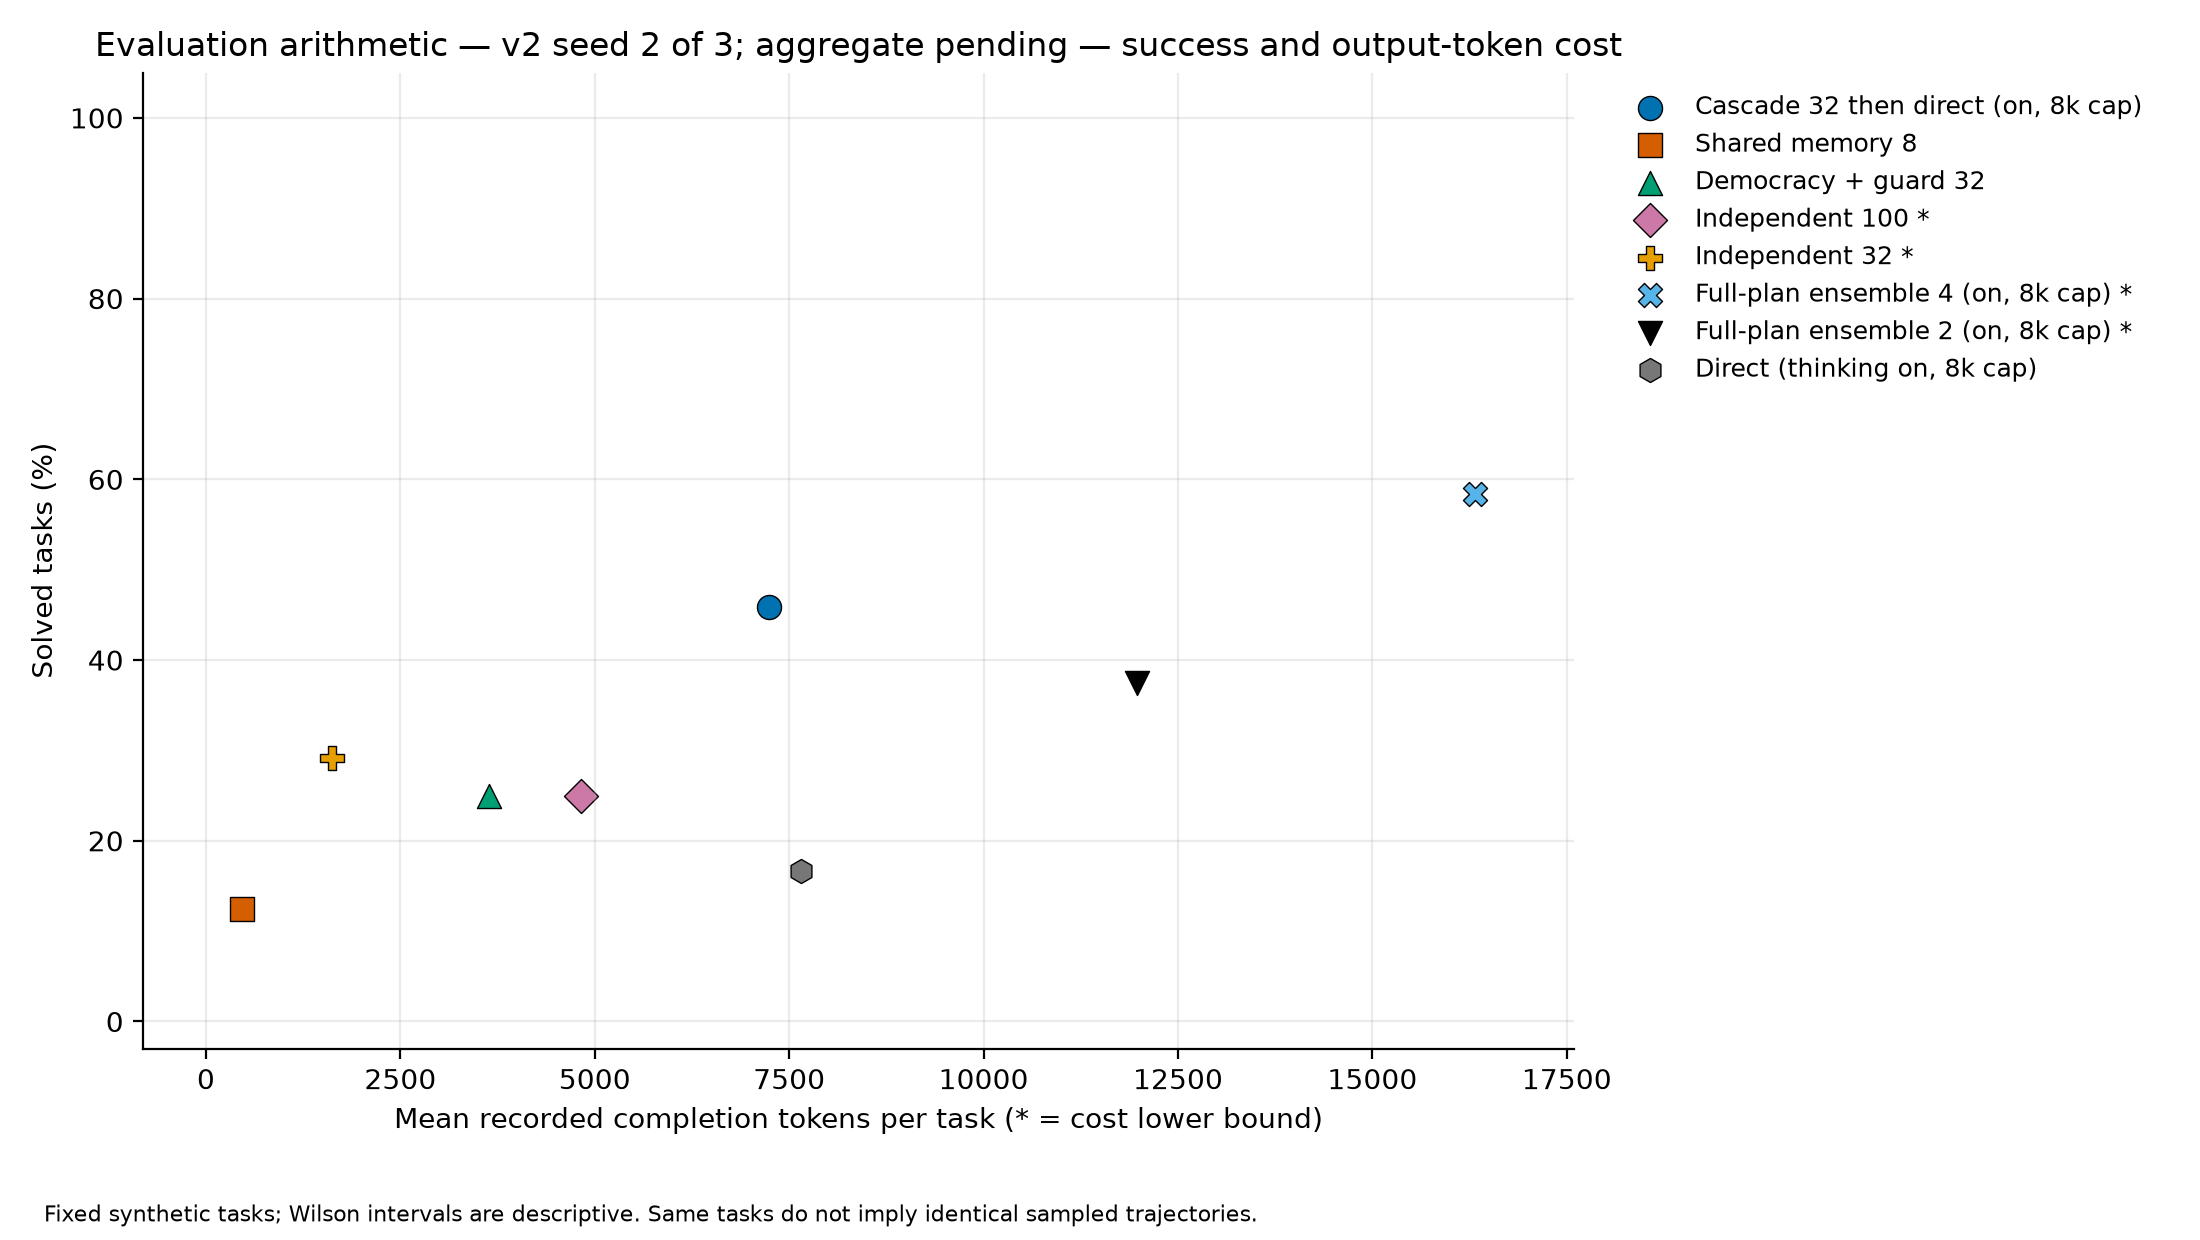 Evaluation arithmetic — v2 seed 2 of 3; aggregate pending — success and output-token cost
100
80
60
40
20
0
Solved tasks (%)
0 2500 5000 7500 10000 12500 15000 17500
Mean recorded completion tokens per task (* = cost lower bound)
Cascade 32 then direct (on, 8k cap)
Shared memory 8
Democracy + guard 32
Independent 100 *
Independent 32 *
Full-plan ensemble 4 (on, 8k cap) *
Full-plan ensemble 2 (on, 8k cap) *
Direct (thinking on, 8k cap)
Fixed synthetic tasks; Wilson intervals are descriptive. Same tasks do not imply identical sampled trajectories.